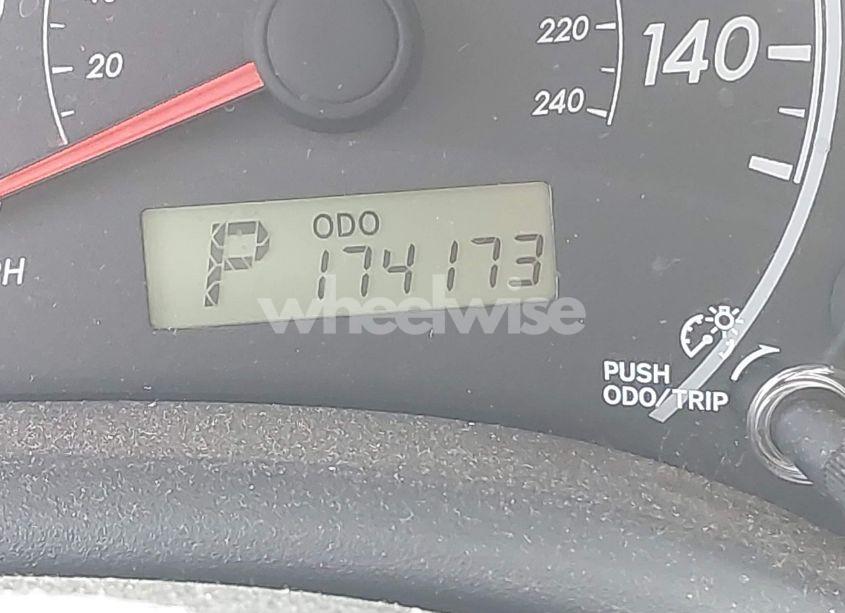 20
220
240
140
P ODO
174173
wheelwise
PUSH
ODO/TRIP